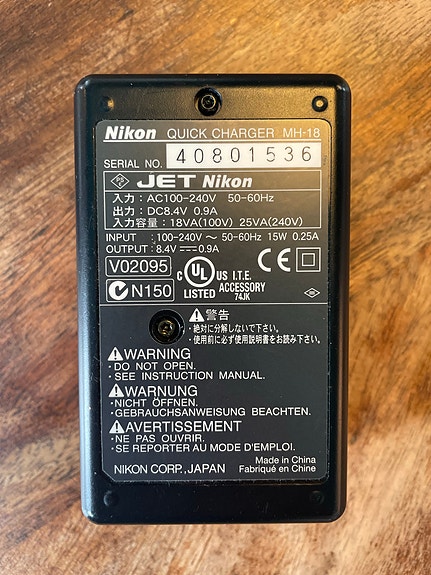 Nikon QUICK CHARGER MH-18
SERIAL NO. 40801536
PS E JET Nikon
入力 : AC100-240V 50-60Hz
出力 : DC8.4V 0.9A
入力容量 : 18VA(100V) 25VA(240V)
INPUT : 100-240V ~ 50-60Hz 15W 0.25A
OUTPUT : 8.4V ⎓ 0.9A
V02095
N150
C UL US LISTED
I.T.E. ACCESSORY 74JK
CE
警告
・絶対に分解しないで下さい。
・使用前に必ず使用説明書をお読み下さい。
WARNING
・DO NOT OPEN.
・SEE INSTRUCTION MANUAL.
WARNUNG
・NICHT ÖFFNEN.
・GEBRAUCHSANWEISUNG BEACHTEN.
AVERTISSEMENT
・NE PAS OUVRIR.
・SE REPORTER AU MODE D'EMPLOI.
NIKON CORP., JAPAN
Made in China
Fabriqué en Chine